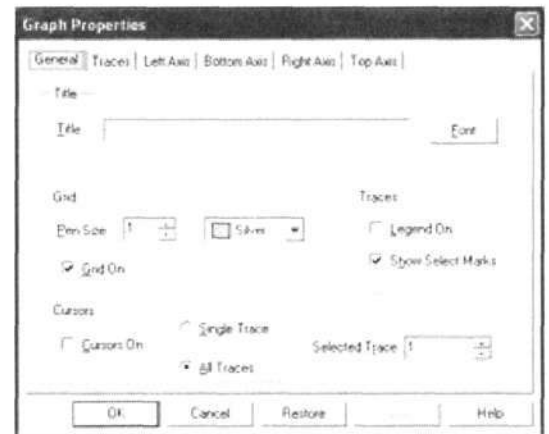 Graph Properties
General Traces Left Axis Bottom Axis Right Axis Top Axis
Title
Title Font
Grid Traces
Pen Size 1 Silver Legend On
Grid On Show Select Marks
Cursors
Single Trace
Cursors On Selected Trace 1
All Traces
OK Cancel Restore Help